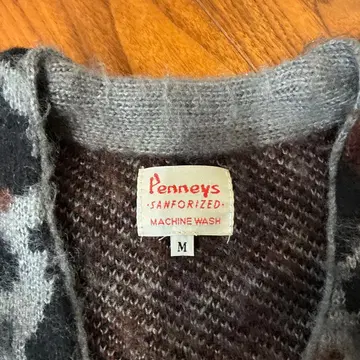 Penneys
·SANFORIZED·
MACHINE WASH
M